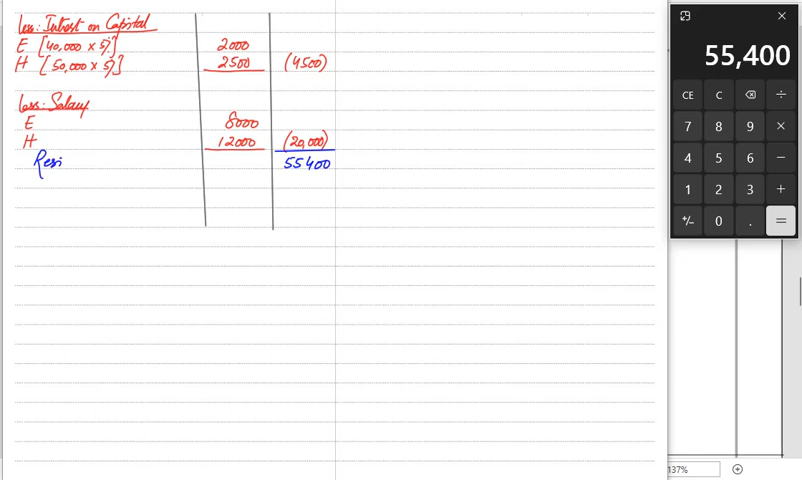 Less: Intrest on Capital
E [40,000 x 5%] 2000
H [50,000 x 5%] 2500 (4500)
Less: Salary
E 8000
H 12000 (20,000)
Resi 55400
55,400
CE C ⌫ ÷
7 8 9 ×
4 5 6 −
1 2 3 +
+/- 0 . =
137%